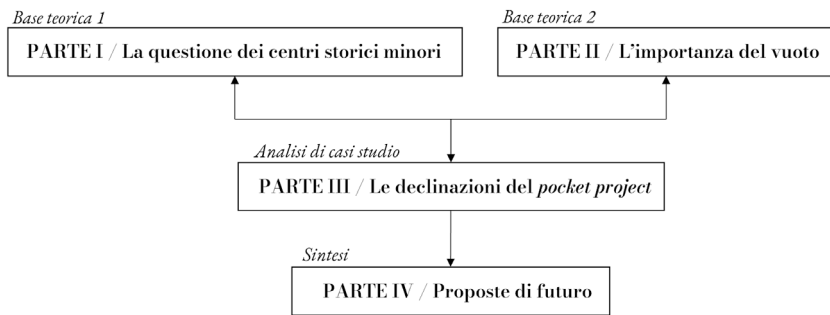 Base teorica 1
PARTE I / La questione dei centri storici minori
Base teorica 2
PARTE II / L'importanza del vuoto
Analisi di casi studio
PARTE III / Le declinazioni del pocket project
Sintesi
PARTE IV / Proposte di futuro